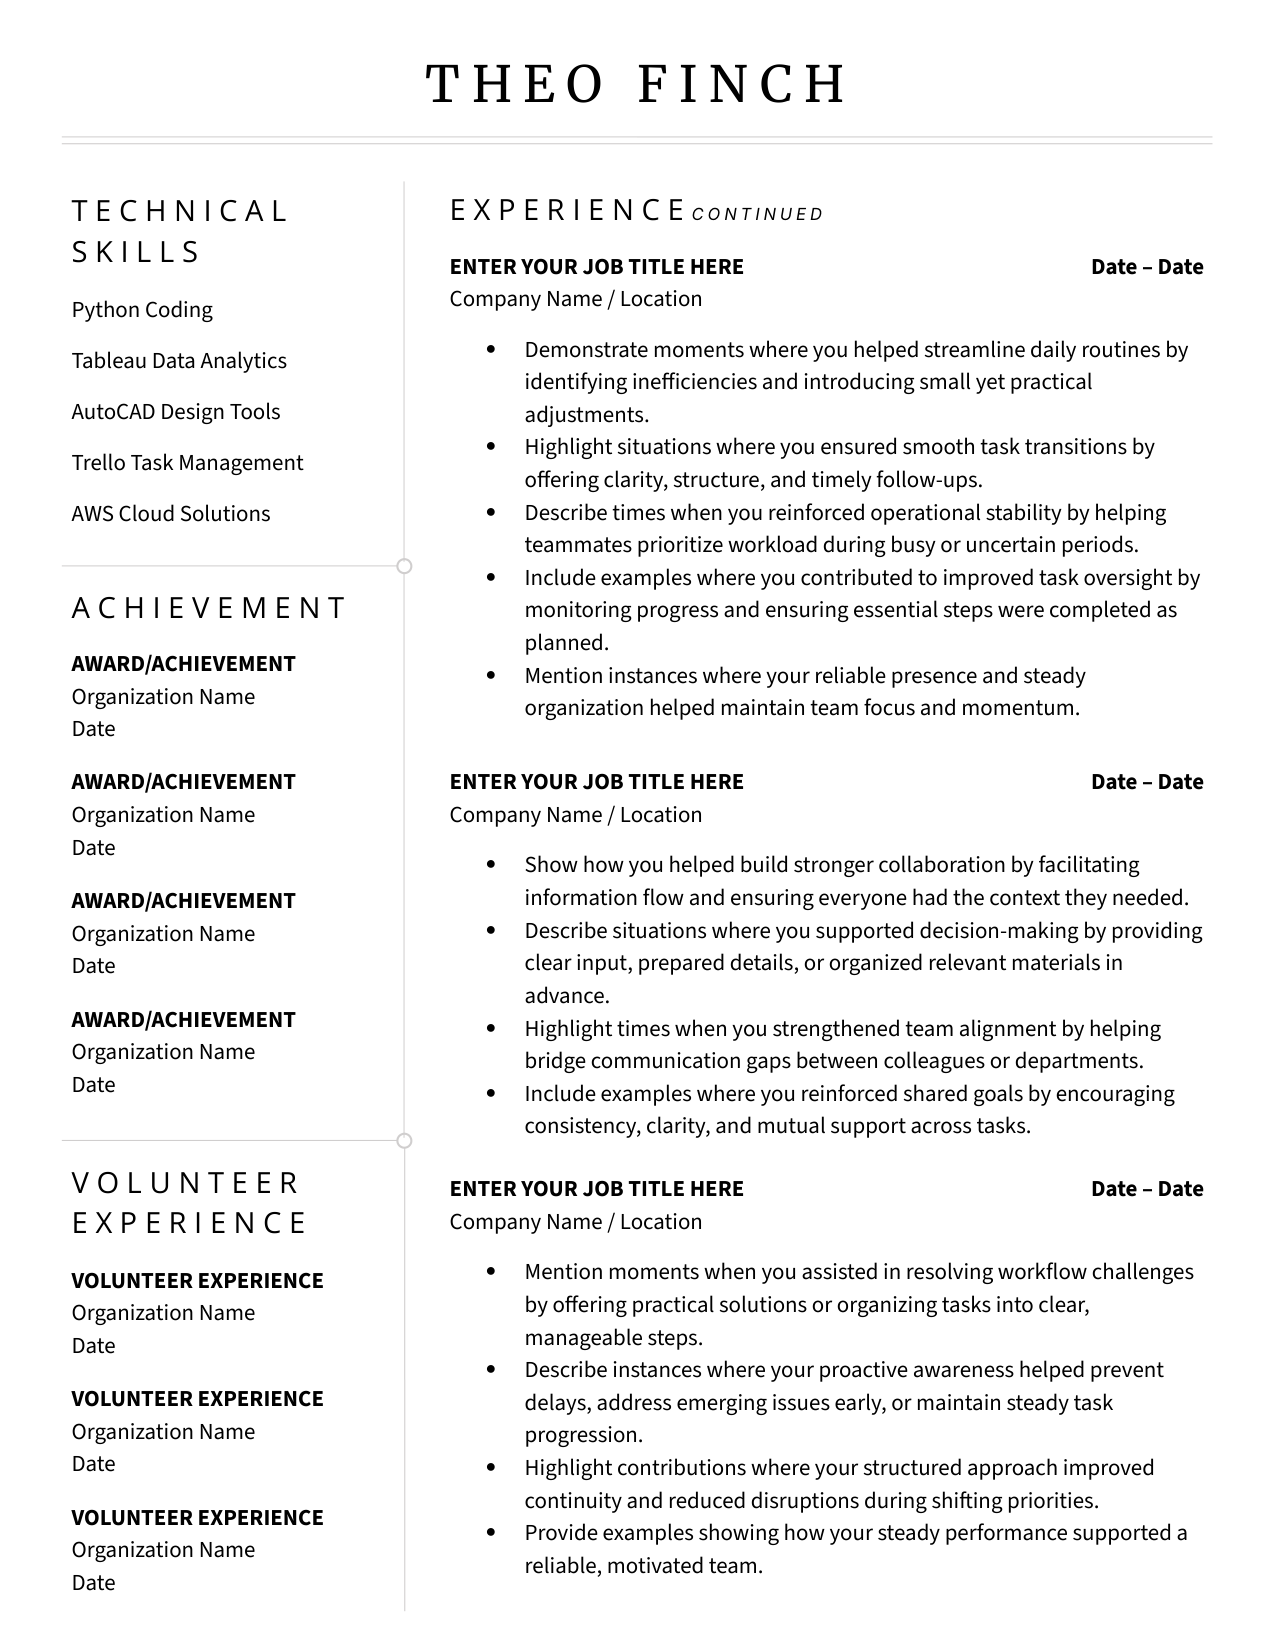 THEO FINCH
TECHNICAL
SKILLS
Python Coding
Tableau Data Analytics
AutoCAD Design Tools
Trello Task Management
AWS Cloud Solutions
ACHIEVEMENT
AWARD/ACHIEVEMENT
Organization Name
Date
AWARD/ACHIEVEMENT
Organization Name
Date
AWARD/ACHIEVEMENT
Organization Name
Date
AWARD/ACHIEVEMENT
Organization Name
Date
VOLUNTEER
EXPERIENCE
VOLUNTEER EXPERIENCE
Organization Name
Date
VOLUNTEER EXPERIENCE
Organization Name
Date
VOLUNTEER EXPERIENCE
Organization Name
Date
EXPERIENCE CONTINUED
ENTER YOUR JOB TITLE HERE Date – Date
Company Name / Location
• Demonstrate moments where you helped streamline daily routines by
identifying inefficiencies and introducing small yet practical
adjustments.
• Highlight situations where you ensured smooth task transitions by
offering clarity, structure, and timely follow-ups.
• Describe times when you reinforced operational stability by helping
teammates prioritize workload during busy or uncertain periods.
• Include examples where you contributed to improved task oversight by
monitoring progress and ensuring essential steps were completed as
planned.
• Mention instances where your reliable presence and steady
organization helped maintain team focus and momentum.
ENTER YOUR JOB TITLE HERE Date – Date
Company Name / Location
• Show how you helped build stronger collaboration by facilitating
information flow and ensuring everyone had the context they needed.
• Describe situations where you supported decision-making by providing
clear input, prepared details, or organized relevant materials in
advance.
• Highlight times when you strengthened team alignment by helping
bridge communication gaps between colleagues or departments.
• Include examples where you reinforced shared goals by encouraging
consistency, clarity, and mutual support across tasks.
ENTER YOUR JOB TITLE HERE Date – Date
Company Name / Location
• Mention moments when you assisted in resolving workflow challenges
by offering practical solutions or organizing tasks into clear,
manageable steps.
• Describe instances where your proactive awareness helped prevent
delays, address emerging issues early, or maintain steady task
progression.
• Highlight contributions where your structured approach improved
continuity and reduced disruptions during shifting priorities.
• Provide examples showing how your steady performance supported a
reliable, motivated team.